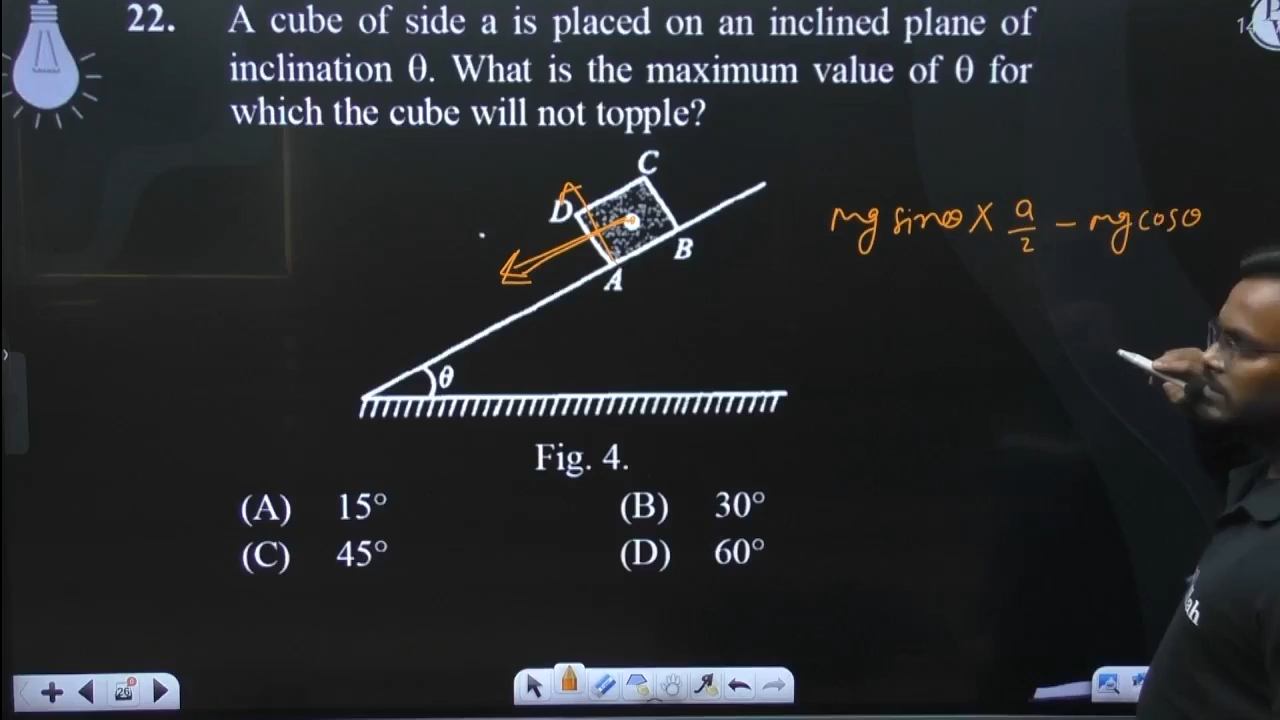 22. A cube of side a is placed on an inclined plane of
inclination θ. What is the maximum value of θ for
which the cube will not topple?
C
D
B
A
θ
mg sinθ × a/2 - mg cosθ
Fig. 4.
(A) 15° (B) 30°
(C) 45° (D) 60°
26